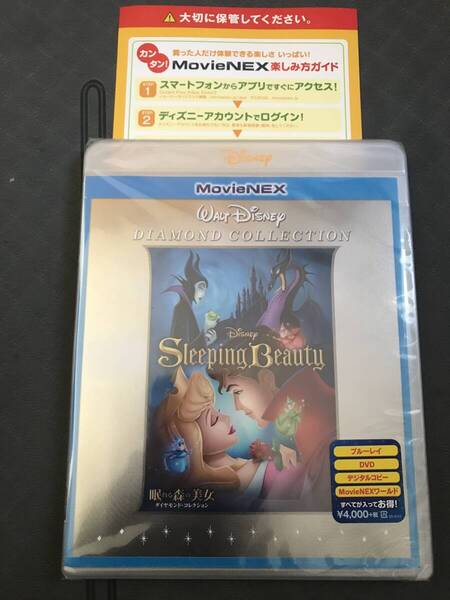 ⚠ 大切に保管してください。
カンタン!
買った人だけ体験できる楽しさ いっぱい!
MovieNEX 楽しみ方ガイド
STEP 1 スマートフォンからアプリですぐにアクセス!
STEP 2 ディズニーアカウントでログイン!
Disney
MovieNEX
WALT DISNEY
DIAMOND COLLECTION
DISNEY
Sleeping Beauty
眠れる森の美女
ダイヤモンド・コレクション
ブルーレイ
DVD
デジタルコピー
MovieNEXワールド
すべてが入ってお得!
¥4,000+税